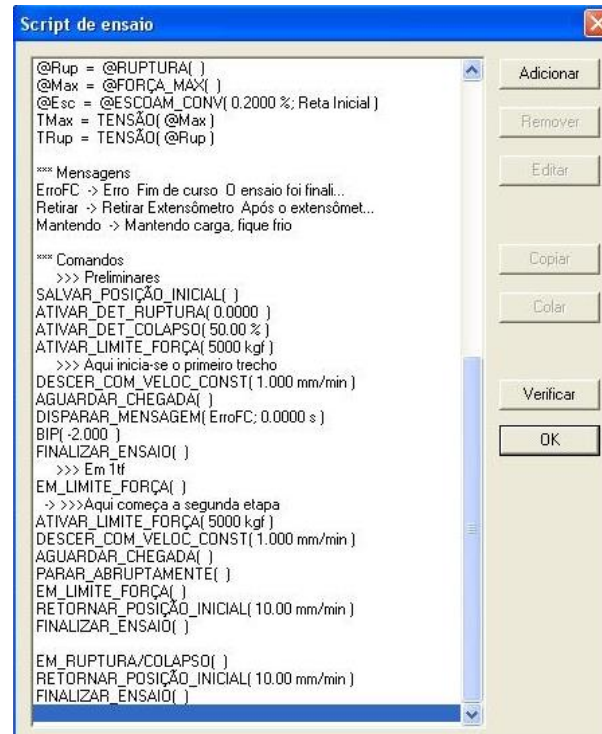 Script de ensaio
@Rup = @RUPTURA( )
@Max = @FORÇA_MAX( )
@Esc = @ESCOAM_CONV( 0.2000 %; Reta Inicial )
TMax = TENSÃO( @Max )
TRup = TENSÃO( @Rup )
*** Mensagens
ErroFC -> Erro Fim de curso O ensaio foi finali...
Retirar -> Retirar Extensômetro Após o extensômet...
Mantendo -> Mantendo carga, fique frio
*** Comandos
>>> Preliminares
SALVAR_POSIÇÃO_INICIAL( )
ATIVAR_DET_RUPTURA( 0.0000 )
ATIVAR_DET_COLAPSO( 50.00 % )
ATIVAR_LIMITE_FORÇA( 5000 kgf )
>>> Aqui inicia-se o primeiro trecho
DESCER_COM_VELOC_CONST( 1.000 mm/min )
AGUARDAR_CHEGADA( )
DISPARAR_MENSAGEM( ErroFC; 0.0000 s )
BIP( -2.000 )
FINALIZAR_ENSAIO( )
>>> Em 1tf
EM_LIMITE_FORÇA( )
-> >>>Aqui começa a segunda etapa
ATIVAR_LIMITE_FORÇA( 5000 kgf )
DESCER_COM_VELOC_CONST( 1.000 mm/min )
AGUARDAR_CHEGADA( )
PARAR_ABRUPTAMENTE( )
EM_LIMITE_FORÇA( )
RETORNAR_POSIÇÃO_INICIAL( 10.00 mm/min )
FINALIZAR_ENSAIO( )
EM_RUPTURA/COLAPSO( )
RETORNAR_POSIÇÃO_INICIAL( 10.00 mm/min )
FINALIZAR_ENSAIO( )
Adicionar
Remover
Editar
Copiar
Colar
Verificar
OK